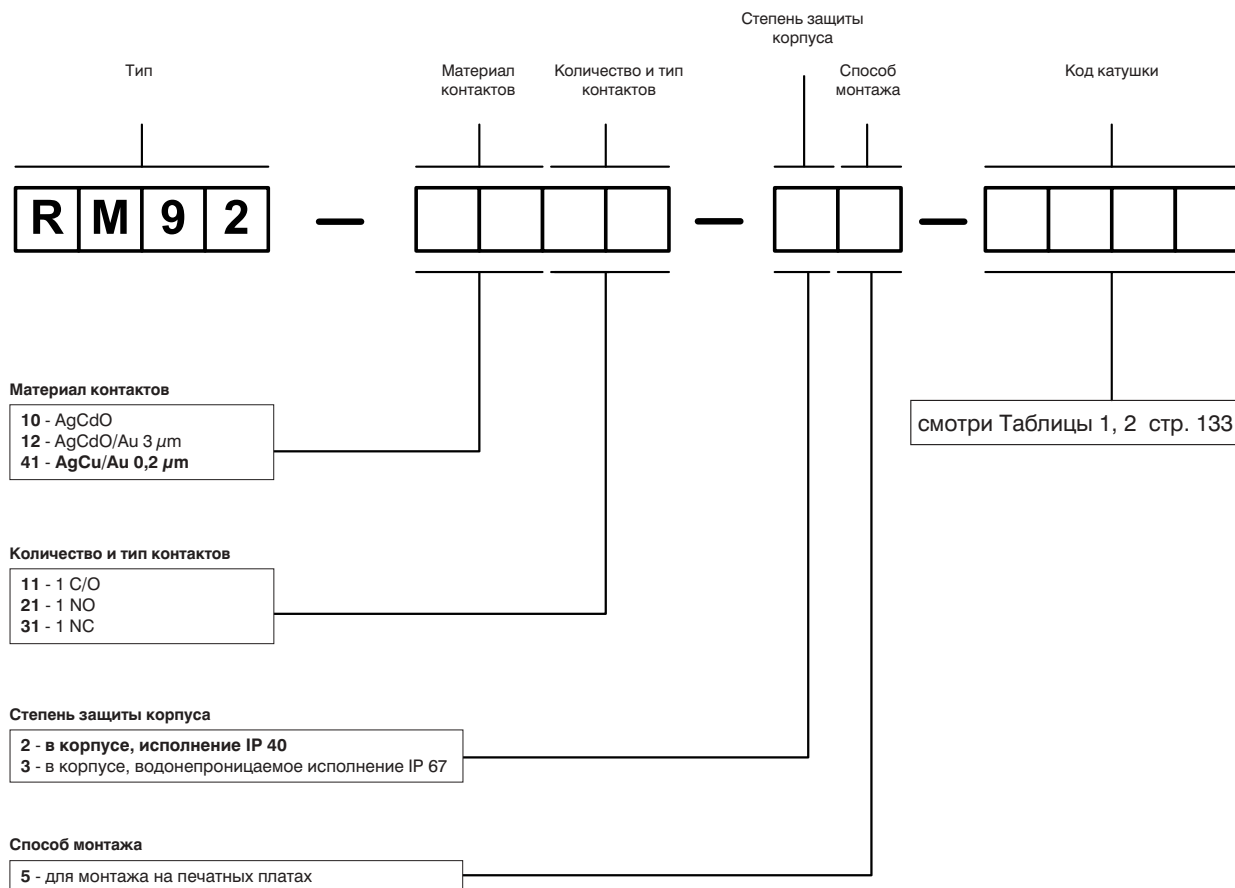 Степень защиты
корпуса
Тип
Материал
контактов
Количество и тип
контактов
Способ
монтажа
Код катушки
R M 9 2 — — —
Материал контактов
10 - AgCdO
12 - AgCdO/Au 3 µm
41 - AgCu/Au 0,2 µm
смотри Таблицы 1, 2 стр. 133
Количество и тип контактов
11 - 1 C/O
21 - 1 NO
31 - 1 NC
Степень защиты корпуса
2 - в корпусе, исполнение IP 40
3 - в корпусе, водонепроницаемое исполнение IP 67
Способ монтажа
5 - для монтажа на печатных платах